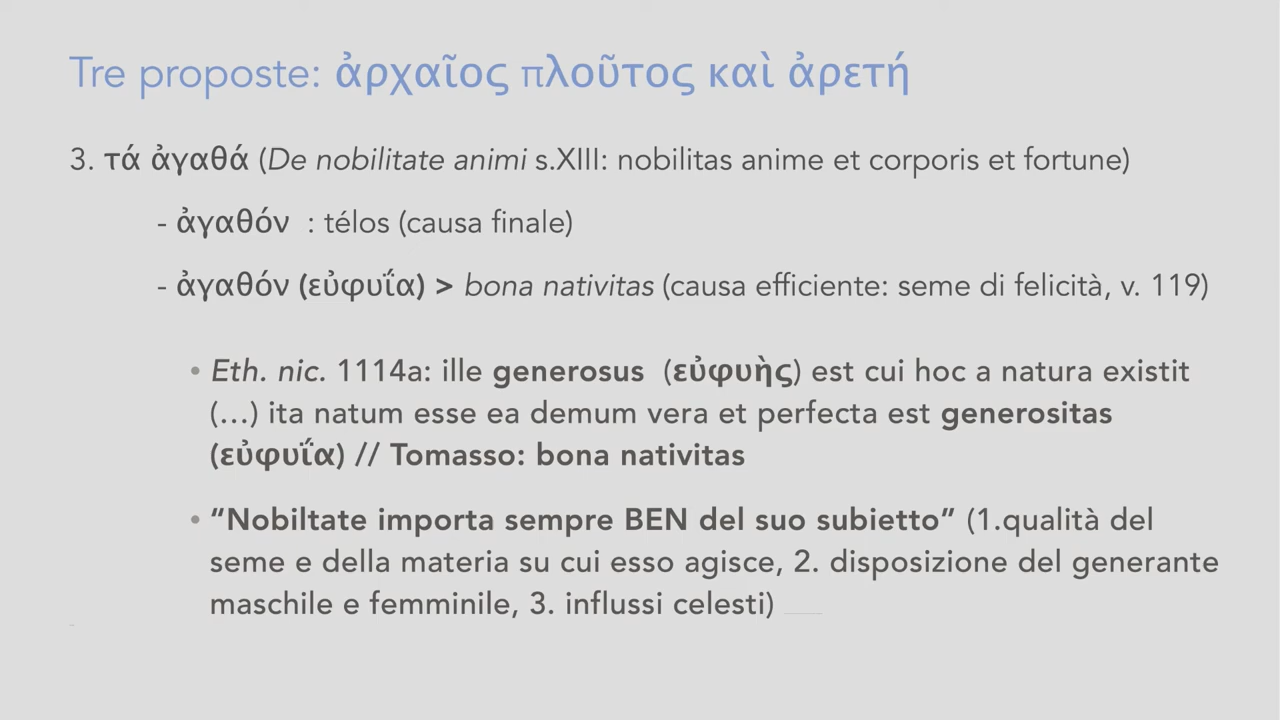 Tre proposte: ἀρχαῖος πλοῦτος καὶ ἀρετή
3. τά ἀγαθά (De nobilitate animi s.XIII: nobilitas anime et corporis et fortune)
- ἀγαθόν : télos (causa finale)
- ἀγαθόν (εὐφυΐα) > bona nativitas (causa efficiente: seme di felicità, v. 119)
• Eth. nic. 1114a: ille generosus (εὐφυὴς) est cui hoc a natura existit
(…) ita natum esse ea demum vera et perfecta est generositas
(εὐφυΐα) // Tomasso: bona nativitas
• “Nobiltate importa sempre BEN del suo subietto” (1.qualità del
seme e della materia su cui esso agisce, 2. disposizione del generante
maschile e femminile, 3. influssi celesti)